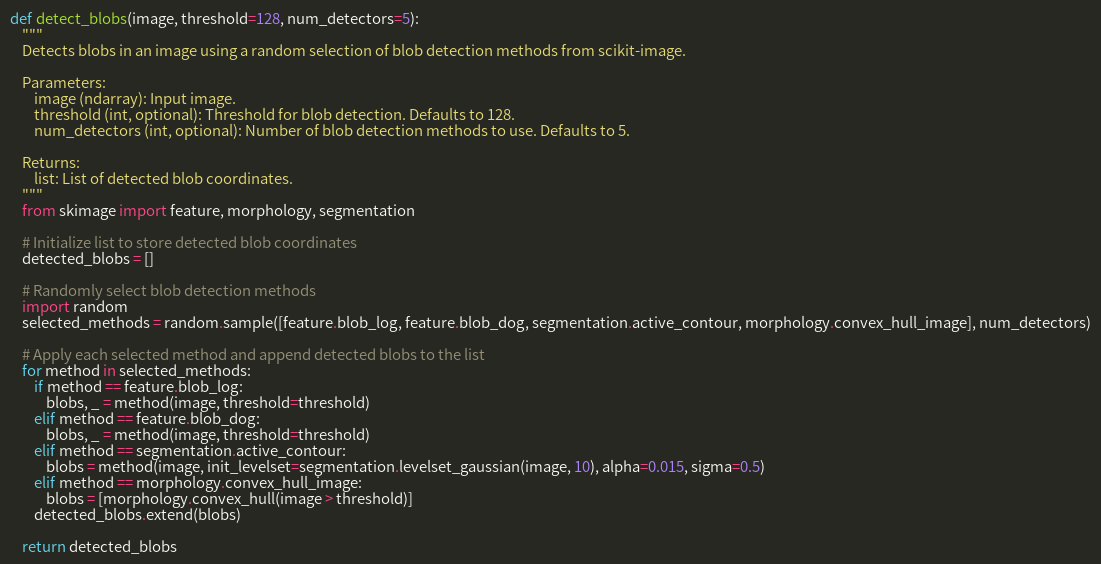 def detect_blobs(image, threshold=128, num_detectors=5):
    """
    Detects blobs in an image using a random selection of blob detection methods from scikit-image.

    Parameters:
        image (ndarray): Input image.
        threshold (int, optional): Threshold for blob detection. Defaults to 128.
        num_detectors (int, optional): Number of blob detection methods to use. Defaults to 5.

    Returns:
        list: List of detected blob coordinates.
    """
    from skimage import feature, morphology, segmentation

    # Initialize list to store detected blob coordinates
    detected_blobs = []

    # Randomly select blob detection methods
    import random
    selected_methods = random.sample([feature.blob_log, feature.blob_dog, segmentation.active_contour, morphology.convex_hull_image], num_detectors)

    # Apply each selected method and append detected blobs to the list
    for method in selected_methods:
        if method == feature.blob_log:
            blobs, _ = method(image, threshold=threshold)
        elif method == feature.blob_dog:
            blobs, _ = method(image, threshold=threshold)
        elif method == segmentation.active_contour:
            blobs = method(image, init_levelset=segmentation.levelset_gaussian(image, 10), alpha=0.015, sigma=0.5)
        elif method == morphology.convex_hull_image:
            blobs = [morphology.convex_hull(image > threshold)]
        detected_blobs.extend(blobs)

    return detected_blobs